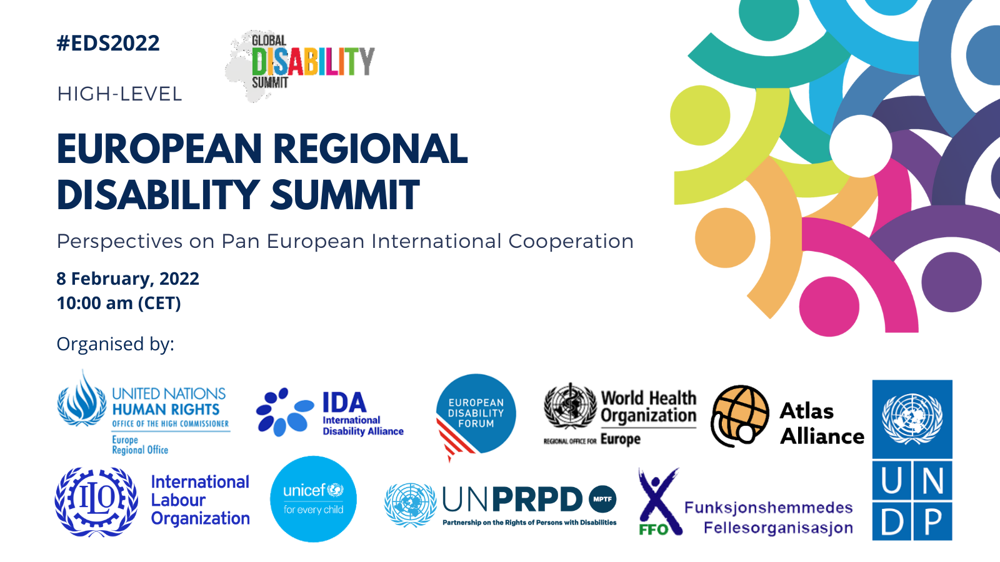 #EDS2022
GLOBAL
DISABILITY
SUMMIT
HIGH-LEVEL
EUROPEAN REGIONAL
DISABILITY SUMMIT
Perspectives on Pan European International Cooperation
8 February, 2022
10:00 am (CET)
Organised by:
UNITED NATIONS
HUMAN RIGHTS
OFFICE OF THE HIGH COMMISSIONER
Europe
Regional Office
IDA
International
Disability Alliance
EUROPEAN
DISABILITY
FORUM
World Health
Organization
REGIONAL OFFICE FOR Europe
Atlas
Alliance
UN
DP
ILO
International
Labour
Organization
unicef
for every child
UNPRPD MPTF
Partnership on the Rights of Persons with Disabilities
FFO
Funksjonshemmedes
Fellesorganisasjon